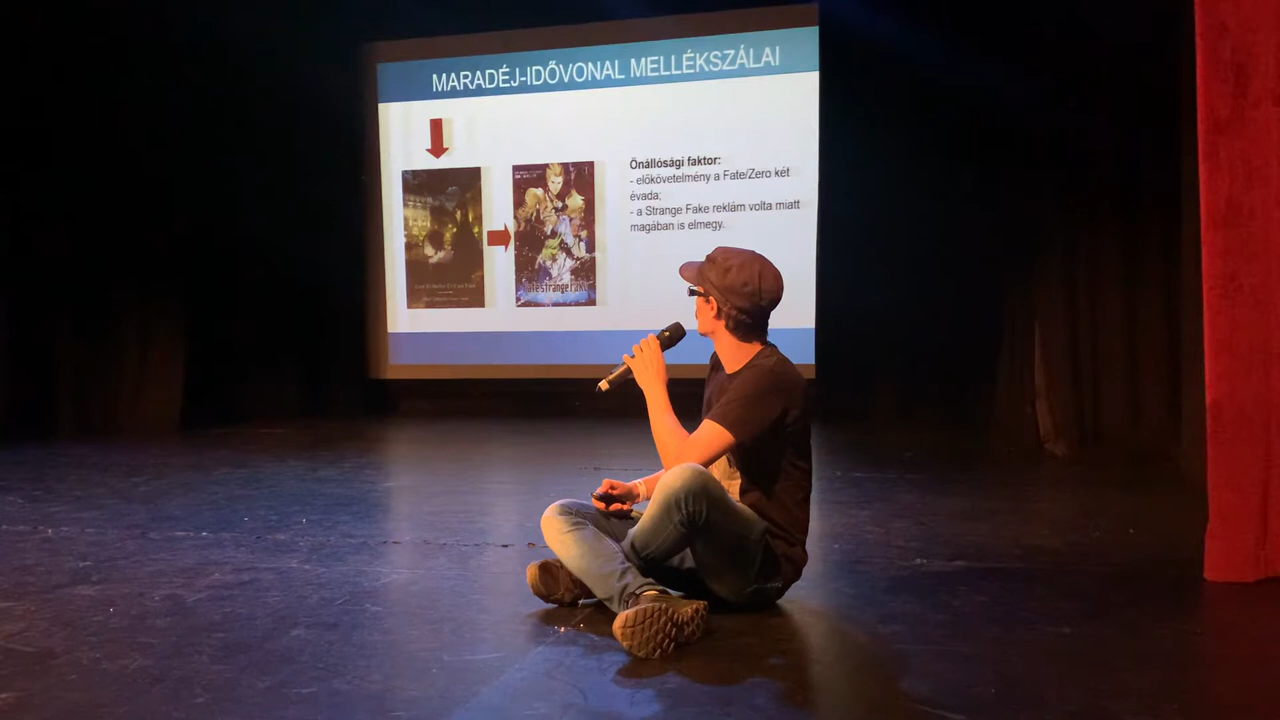 MARADÉJ-IDŐVONAL MELLÉKSZÁLAI
Önállósági faktor:
- előkövetelmény a Fate/Zero két
évada;
- a Strange Fake reklám volta miatt
magában is elmegy.
fate strange Fake